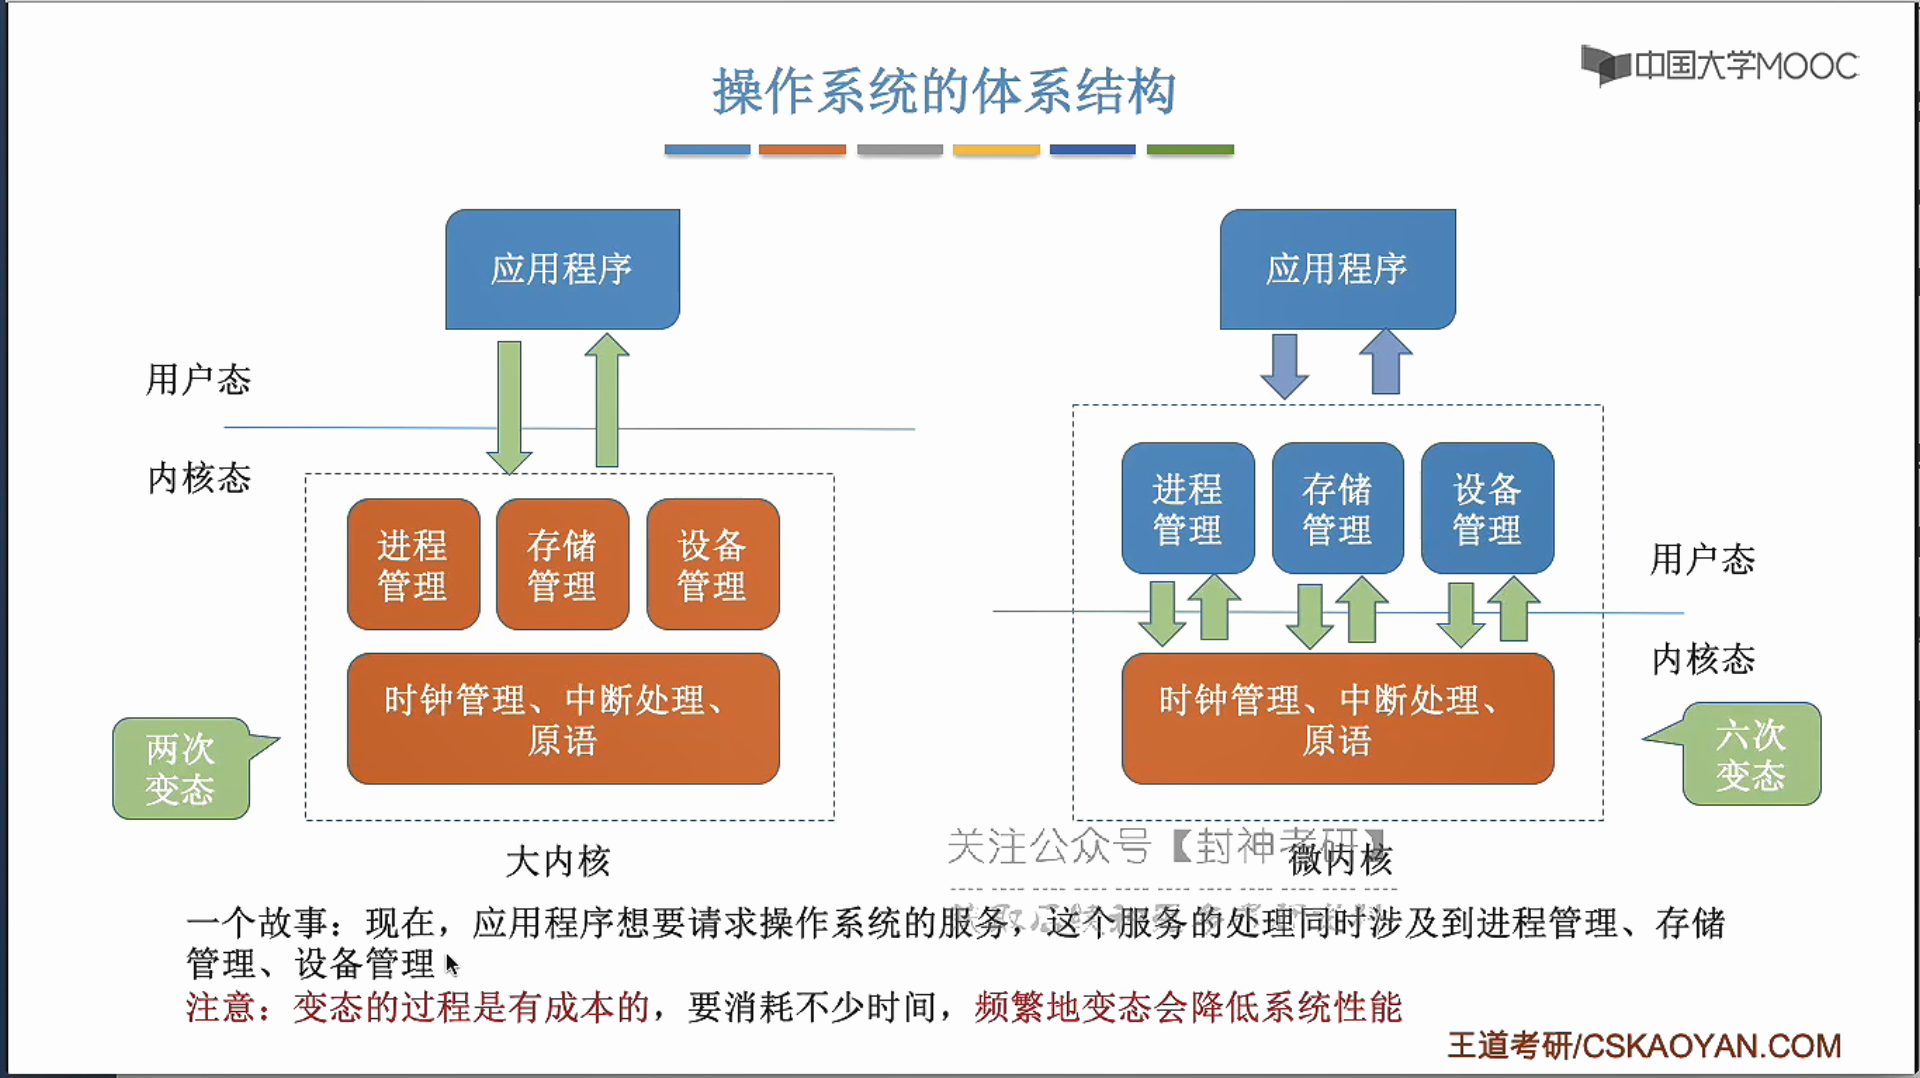 操作系统的体系结构
中国大学MOOC
应用程序
用户态
内核态
进程
管理
存储
管理
设备
管理
时钟管理、中断处理、
原语
两次
变态
大内核
应用程序
进程
管理
存储
管理
设备
管理
用户态
内核态
时钟管理、中断处理、
原语
六次
变态
关注公众号【封神考研】
微内核
一个故事：现在，应用程序想要请求操作系统的服务，这个服务的处理同时涉及到进程管理、存储
管理、设备管理
注意：变态的过程是有成本的，要消耗不少时间，频繁地变态会降低系统性能
王道考研/CSKAOYAN.COM